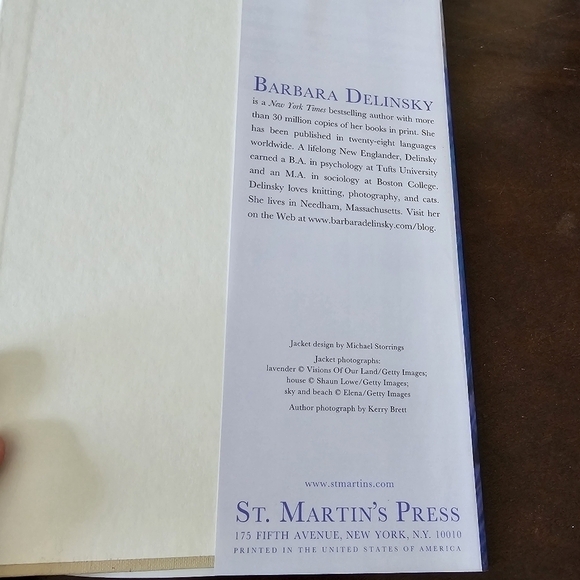 BARBARA DELINSKY
is a New York Times bestselling author with more
than 30 million copies of her books in print. She
has been published in twenty-eight languages
worldwide. A lifelong New Englander, Delinsky
earned a B.A. in psychology at Tufts University
and an M.A. in sociology at Boston College.
Delinsky loves knitting, photography, and cats.
She lives in Needham, Massachusetts. Visit her
on the Web at www.barbaradelinsky.com/blog.
Jacket design by Michael Storrings
Jacket photographs:
lavender © Visions Of Our Land/Getty Images;
house © Shaun Lowe/Getty Images;
sky and beach © Elena/Getty Images
Author photograph by Kerry Brett
www.stmartins.com
ST. MARTIN'S PRESS
175 FIFTH AVENUE, NEW YORK, N.Y. 10010
PRINTED IN THE UNITED STATES OF AMERICA